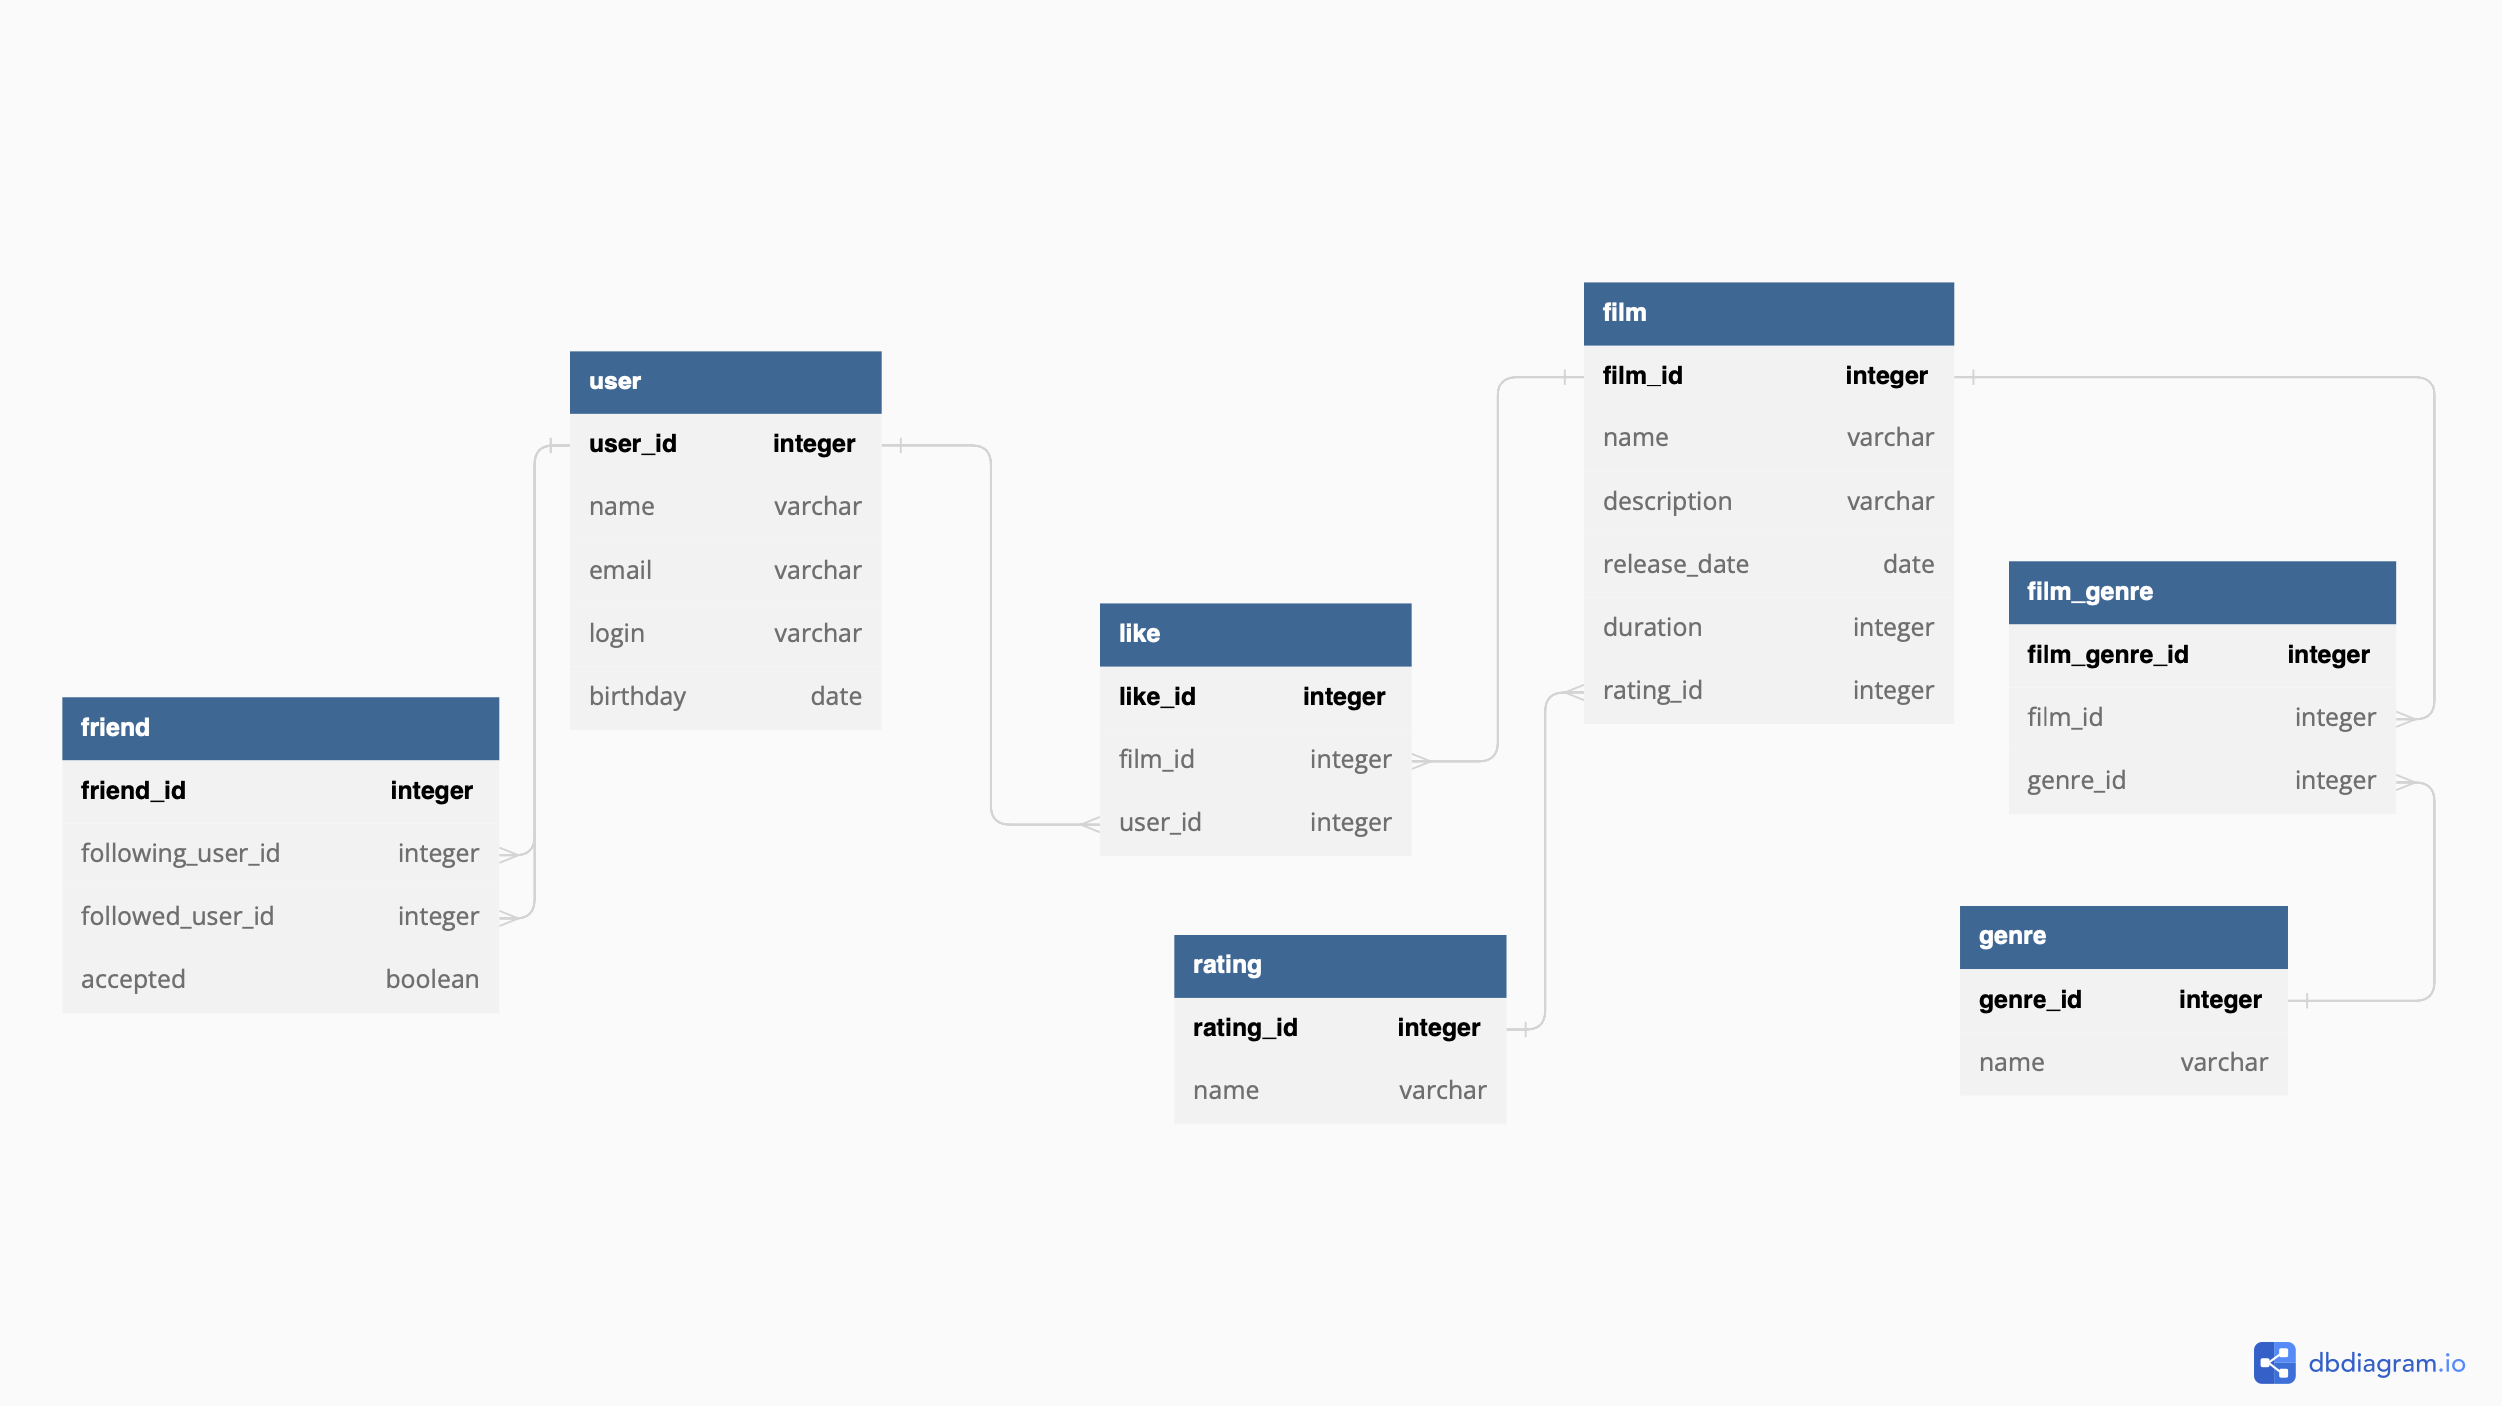 friend
friend_id integer
following_user_id integer
followed_user_id integer
accepted boolean
user
user_id integer
name varchar
email varchar
login varchar
birthday date
like
like_id integer
film_id integer
user_id integer
rating
rating_id integer
name varchar
film
film_id integer
name varchar
description varchar
release_date date
duration integer
rating_id integer
film_genre
film_genre_id integer
film_id integer
genre_id integer
genre
genre_id integer
name varchar
dbdiagram.io